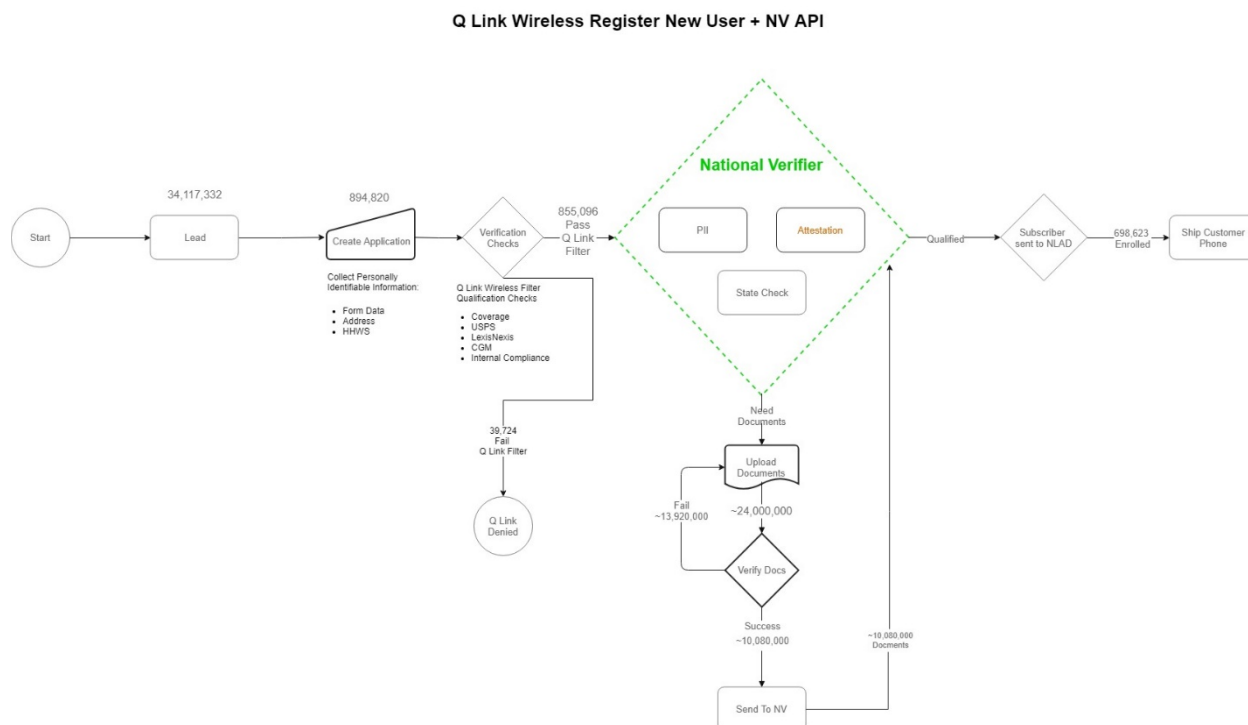 Q Link Wireless Register New User + NV API
Start
34,117,332
Lead
894,820
Create Application
Collect Personally
Identifiable Information:
Form Data
Address
HHWS
Verification
Checks
Q Link Wireless Filter
Qualification Checks
Coverage
USPS
LexisNexis
CGM
Internal Compliance
39,724
Fail
Q Link Filter
Q Link
Denied
855,096
Pass
Q Link
Filter
National Verifier
PII
Attestation
State Check
Need
Documents
Upload
Documents
Fail
~13,920,000
~24,000,000
Verify Docs
Success
~10,080,000
Send To NV
~10,080,000
Docments
Qualified
Subscriber
sent to NLAD
698,623
Enrolled
Ship Customer
Phone